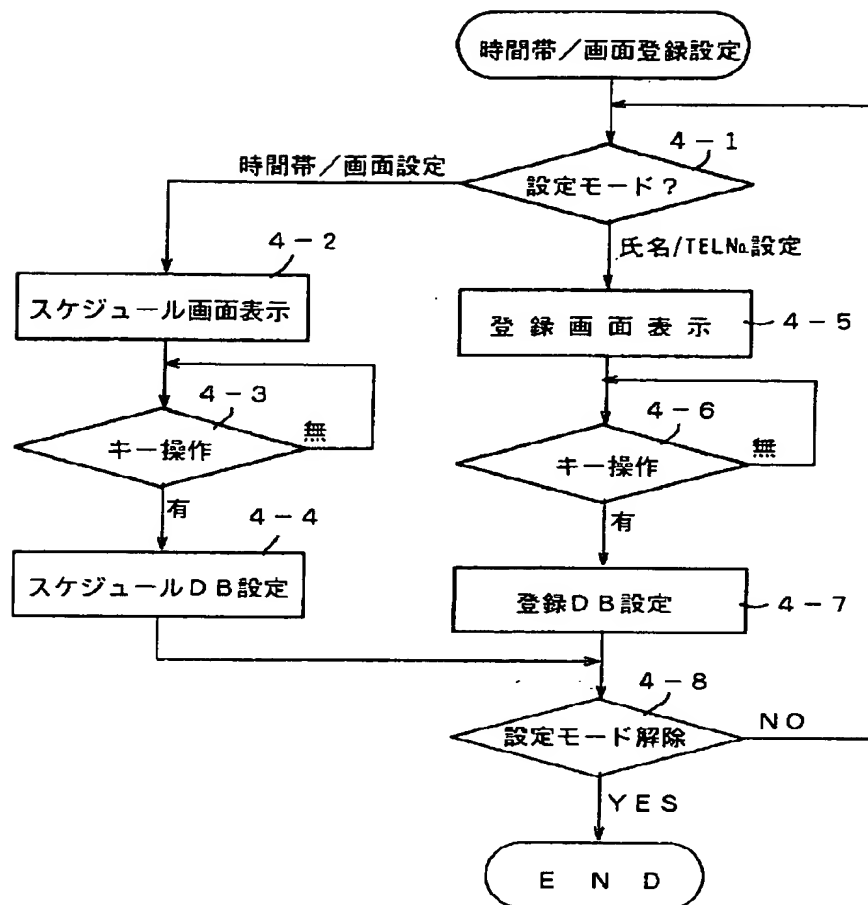 時間帯／画面登録設定
4－1
時間帯／画面設定
設定モード？
4－2
氏名/TEL№設定
スケジュール画面表示
登録画面表示
4－5
4－3
4－6
キー操作
無
キー操作
無
有
有
4－4
スケジュールDB設定
登録DB設定
4－7
4－8
設定モード解除
NO
YES
END